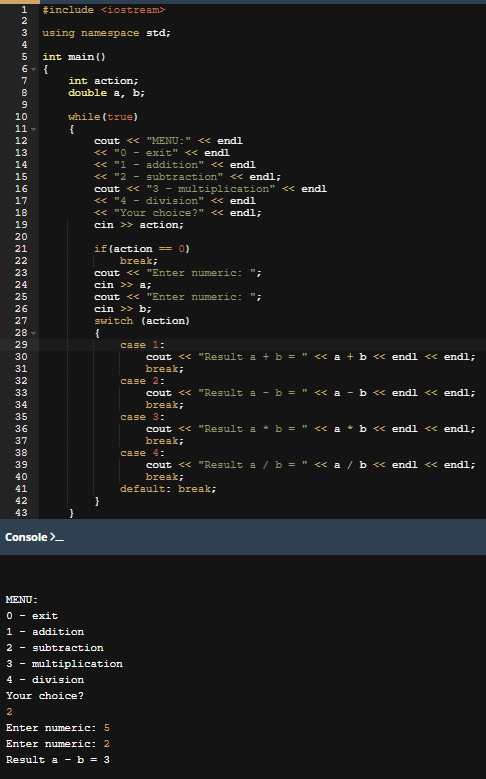 1 #include <iostream>
2
3 using namespace std;
4
5 int main()
6 {
7 int action;
8 double a, b;
9
10 while(true)
11 {
12 cout << "MENU:" << endl
13 << "0 - exit" << endl
14 << "1 - addition" << endl
15 << "2 - subtraction" << endl;
16 cout << "3 - multiplication" << endl
17 << "4 - division" << endl
18 << "Your choice?" << endl;
19 cin >> action;
20
21 if(action == 0)
22 break;
23 cout << "Enter numeric: ";
24 cin >> a;
25 cout << "Enter numeric: ";
26 cin >> b;
27 switch (action)
28 {
29 case 1:
30 cout << "Result a + b = " << a + b << endl << endl;
31 break;
32 case 2:
33 cout << "Result a - b = " << a - b << endl << endl;
34 break;
35 case 3:
36 cout << "Result a * b = " << a * b << endl << endl;
37 break;
38 case 4:
39 cout << "Result a / b = " << a / b << endl << endl;
40 break;
41 default: break;
42 }
43 }
Console >_
MENU:
0 - exit
1 - addition
2 - subtraction
3 - multiplication
4 - division
Your choice?
2
Enter numeric: 5
Enter numeric: 2
Result a - b = 3